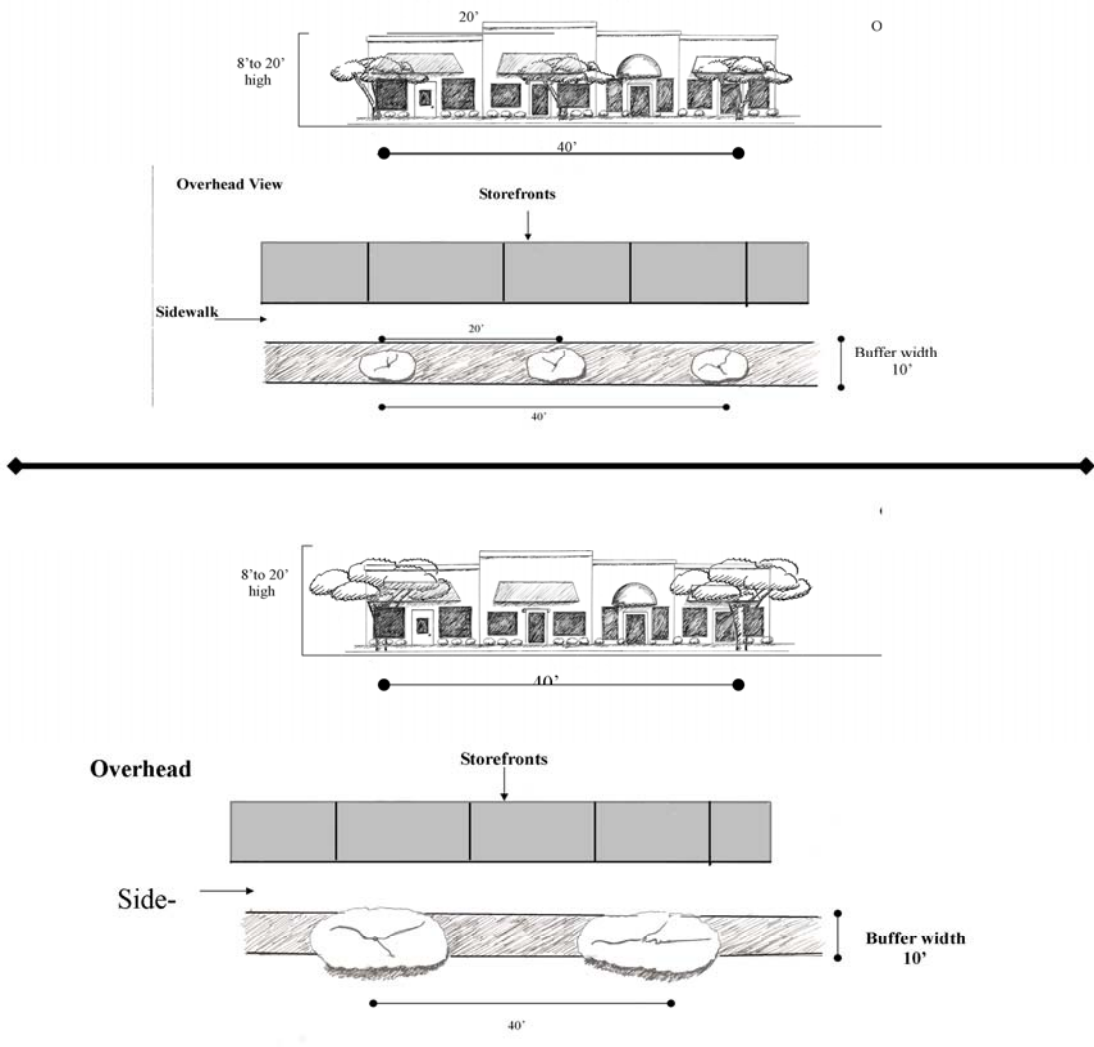 20’
O
8’to 20’
high
40’
Overhead View
Storefronts
Sidewalk
20’
Buffer width
10’
40’
8’to 20’
high
40’
Storefronts
Overhead
Side-
Buffer width
10’
40’